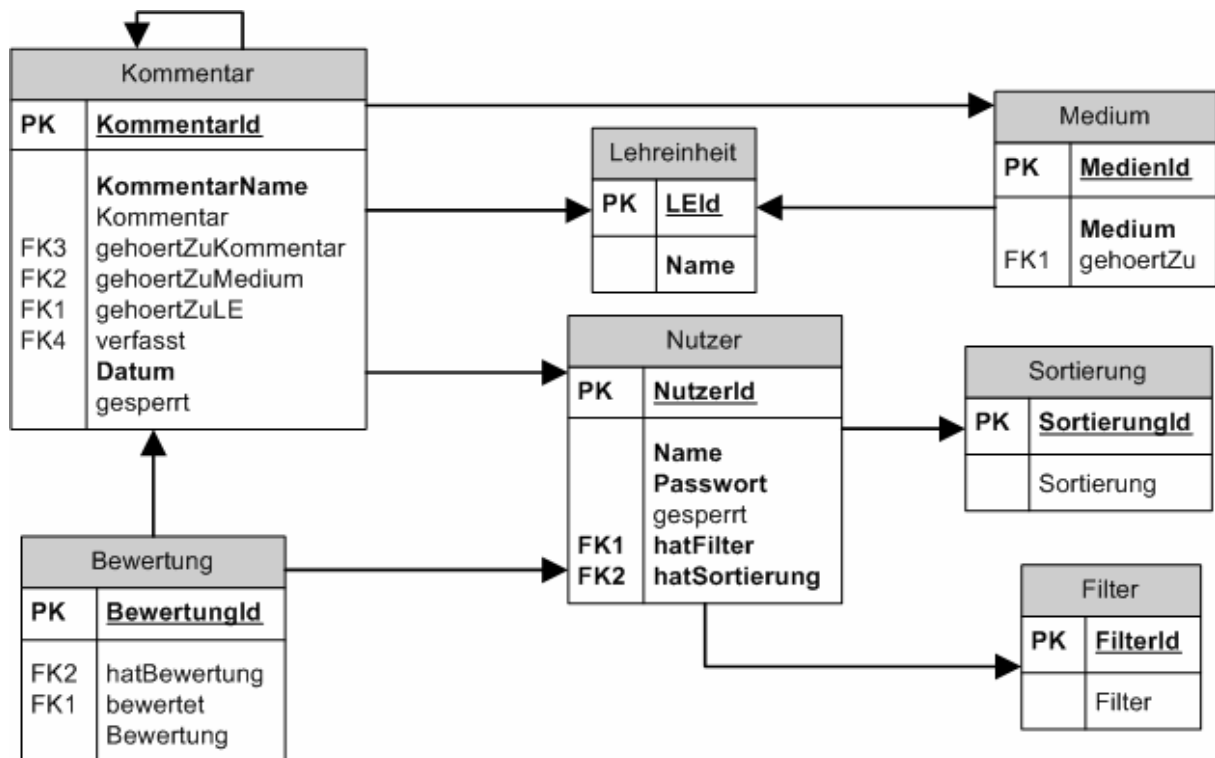 Kommentar
PK KommentarId
KommentarName
Kommentar
FK3 gehoertZuKommentar
FK2 gehoertZuMedium
FK1 gehoertZuLE
FK4 verfasst
Datum
gesperrt
Lehreinheit
PK LEId
Name
Medium
PK MedienId
Medium
FK1 gehoertZu
Nutzer
PK NutzerId
Name
Passwort
gesperrt
FK1 hatFilter
FK2 hatSortierung
Sortierung
PK SortierungId
Sortierung
Bewertung
PK BewertungId
FK2 hatBewertung
FK1 bewertet
Bewertung
Filter
PK FilterId
Filter